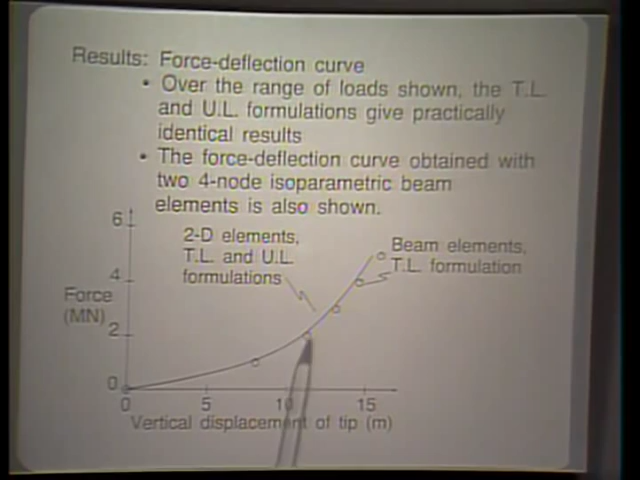 Results: Force-deflection curve
• Over the range of loads shown, the T.L.
and U.L. formulations give practically
identical results
• The force-deflection curve obtained with
two 4-node isoparametric beam
elements is also shown.
6
2-D elements,
T.L. and U.L.
formulations
Beam elements,
T.L. formulation
4
Force
(MN)
2
0
0 5 10 15
Vertical displacement of tip (m)